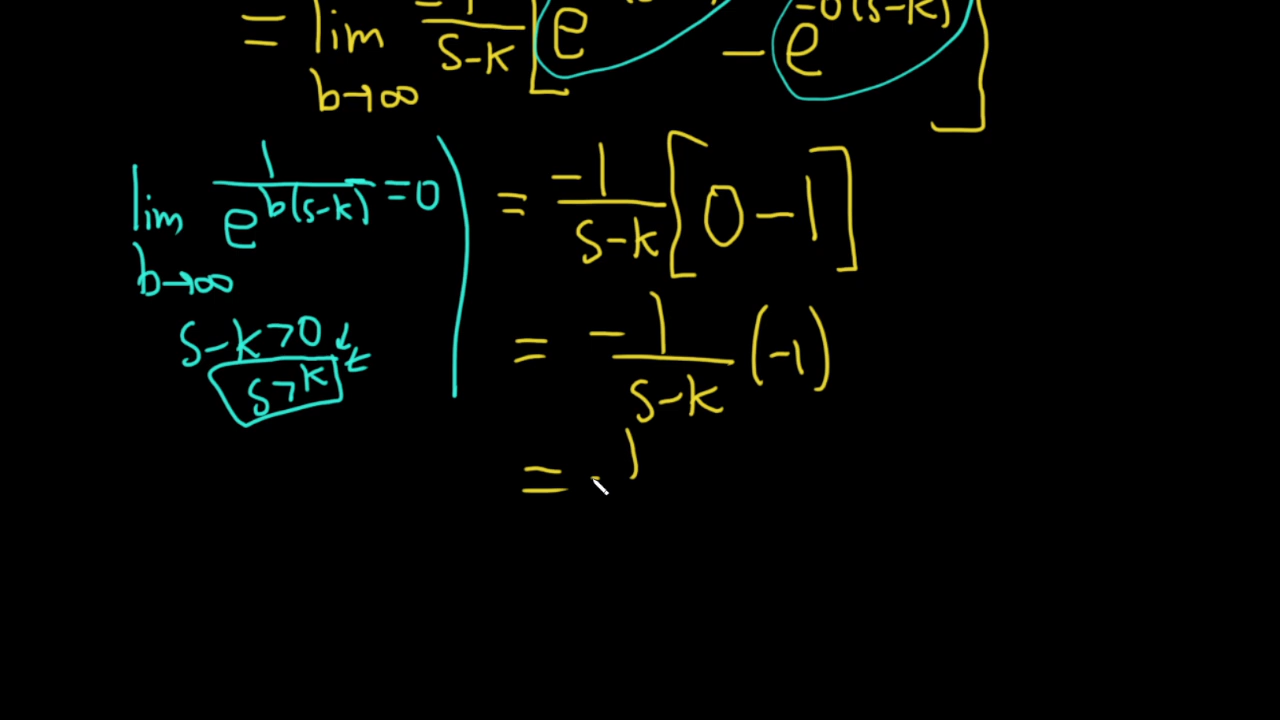 = lim b→∞ -1/(s-k) [e - e^(-0(s-k))]
lim b→∞ 1/e^(b(s-k)) = 0
s-k>0
s>k
= -1/(s-k) [0-1]
= -1/(s-k) (-1)
= 1